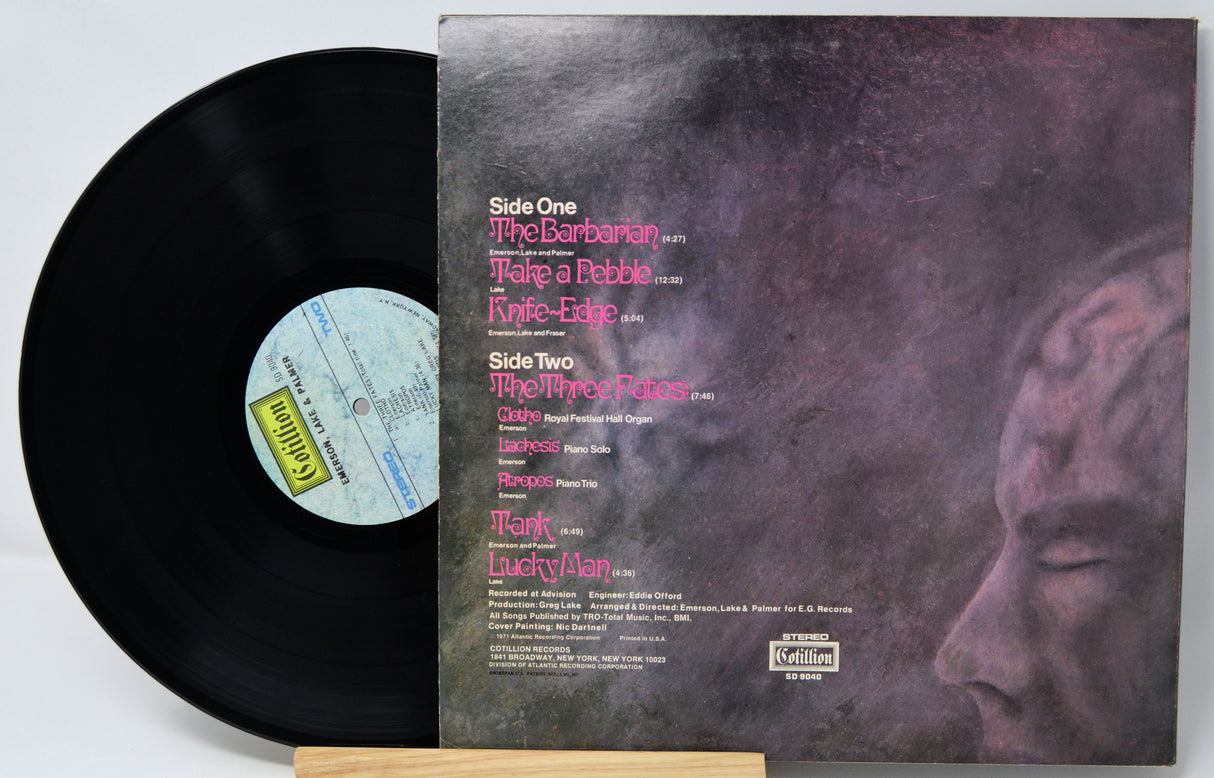 Side One
The Barbarian (4:27)
Emerson, Lake and Palmer
Take a Pebble (12:32)
Lake
Knife~Edge (5:04)
Emerson, Lake and Fraser
Side Two
The Three Fates (7:46)
Clotho Royal Festival Hall Organ
Emerson
Lachesis Piano Solo
Emerson
Atropos Piano Trio
Emerson
Tank (6:49)
Emerson and Palmer
Lucky Man (4:36)
Lake
Recorded at Advision Engineer: Eddie Offord
Production: Greg Lake Arranged & Directed: Emerson, Lake & Palmer for E.G. Records
All Songs Published by TRO-Total Music, Inc., BMI.
Cover Painting: Nic Dartnell
© 1971 Atlantic Recording Corporation Printed in U.S.A.
COTILLION RECORDS
1841 BROADWAY, NEW YORK, NEW YORK 10023
DIVISION OF ATLANTIC RECORDING CORPORATION
STEREO
Cotillion
SD 9040
Cotillion
EMERSON, LAKE & PALMER
SD 9040
STEREO
TWO